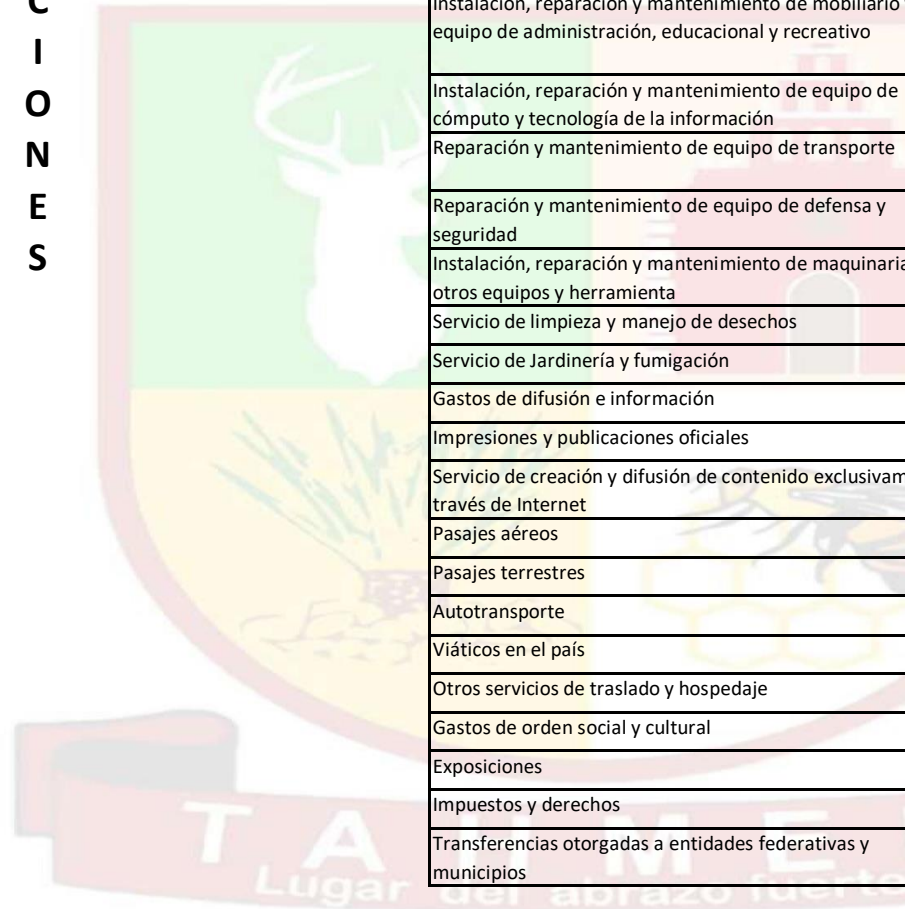 C
I
O
N
E
S
Instalación, reparación y mantenimiento de mobiliario
equipo de administración, educacional y recreativo
Instalación, reparación y mantenimiento de equipo de
cómputo y tecnología de la información
Reparación y mantenimiento de equipo de transporte
Reparación y mantenimiento de equipo de defensa y
seguridad
Instalación, reparación y mantenimiento de maquinaria
otros equipos y herramienta
Servicio de limpieza y manejo de desechos
Servicio de Jardinería y fumigación
Gastos de difusión e información
Impresiones y publicaciones oficiales
Servicio de creación y difusión de contenido exclusivam
través de Internet
Pasajes aéreos
Pasajes terrestres
Autotransporte
Viáticos en el país
Otros servicios de traslado y hospedaje
Gastos de orden social y cultural
Exposiciones
Impuestos y derechos
Transferencias otorgadas a entidades federativas y
municipios
T A H M E
Lugar del abrazo fuerte